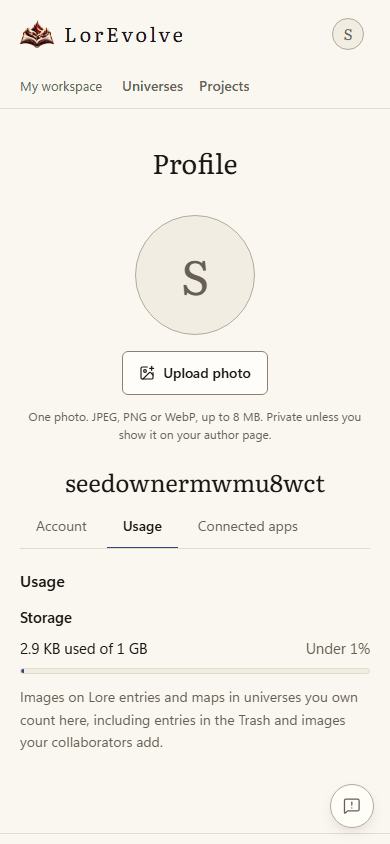 LorEvolve
S
My workspace Universes Projects
Profile
S
Upload photo
One photo. JPEG, PNG or WebP, up to 8 MB. Private unless you
show it on your author page.
seedownermwmu8wct
Account Usage Connected apps
Usage
Storage
2.9 KB used of 1 GB Under 1%
Images on Lore entries and maps in universes you own
count here, including entries in the Trash and images
your collaborators add.